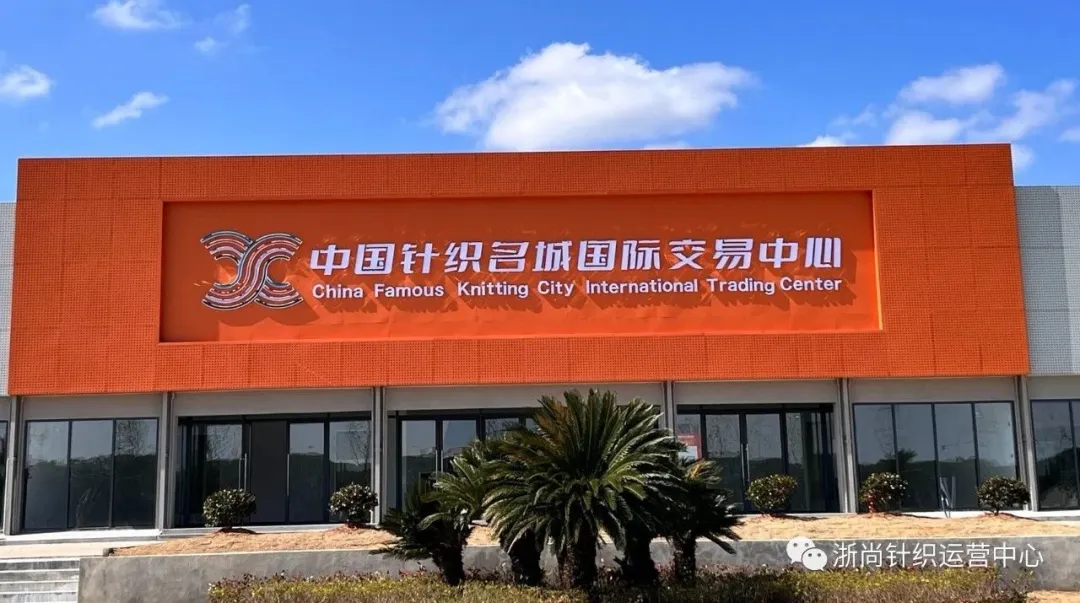 中国针织名城国际交易中心
China Famous Knitting City International Trading Center
浙尚针织运营中心